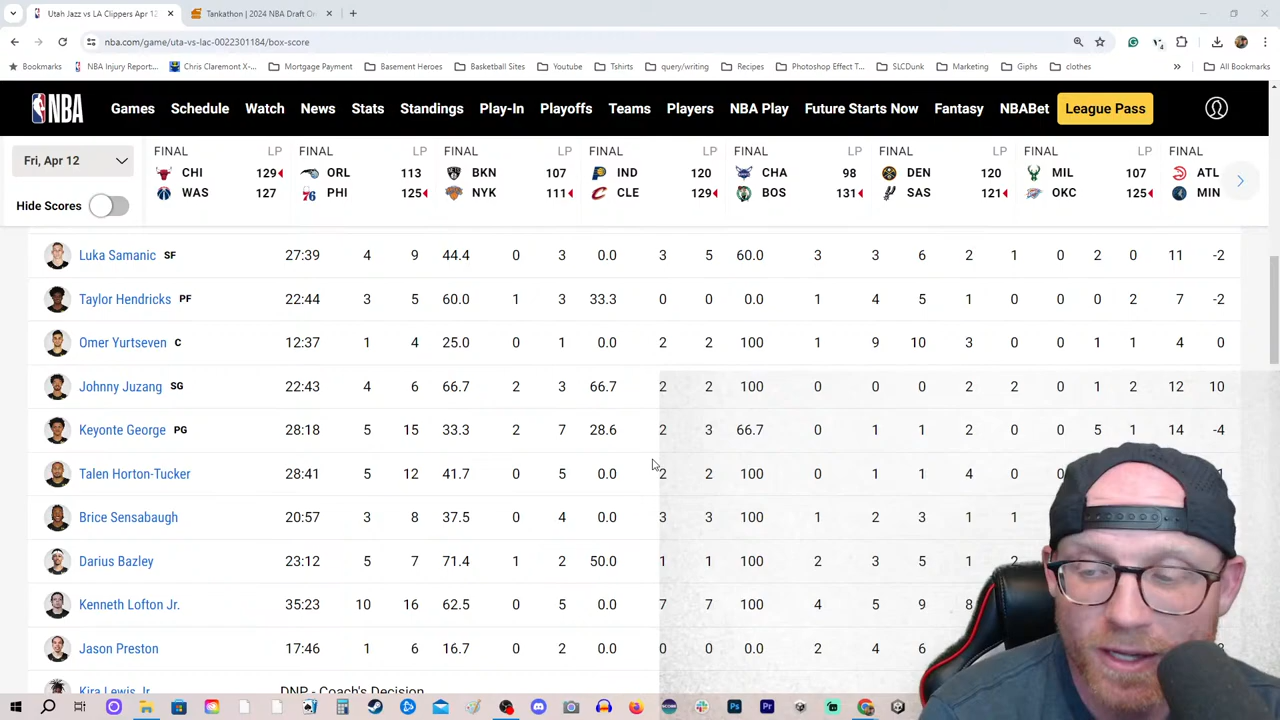 Utah Jazz vs LA Clippers Apr 12
Tankathon | 2024 NBA Draft O
nba.com/game/uta-vs-lac-0022301184/box-score
Bookmarks NBA Injury Report:... Chris Claremont X-... Mortgage Payment Basement Heroes Basketball Sites Youtube Tshirts query/writing Recipes Photoshop Effect T... SLCDunk Marketing Giphs clothes » All Bookmarks
NBA Games Schedule Watch News Stats Standings Play-In Playoffs Teams Players NBA Play Future Starts Now Fantasy NBABet League Pass
Fri, Apr 12
Hide Scores
FINAL LP FINAL LP FINAL LP FINAL LP FINAL LP FINAL LP FINAL LP FINAL
CHI 129 ORL 113 BKN 107 IND 120 CHA 98 DEN 120 MIL 107 ATL
WAS 127 PHI 125 NYK 111 CLE 129 BOS 131 SAS 121 OKC 125 MIN
Luka Samanic SF 27:39 4 9 44.4 0 3 0.0 3 5 60.0 3 3 6 2 1 0 2 0 11 -2
Taylor Hendricks PF 22:44 3 5 60.0 1 3 33.3 0 0 0.0 1 4 5 1 0 0 0 2 7 -2
Omer Yurtseven C 12:37 1 4 25.0 0 1 0.0 2 2 100 1 9 10 3 0 0 1 1 4 0
Johnny Juzang SG 22:43 4 6 66.7 2 3 66.7 2 2 100 0 0 0 2 2 0 1 2 12 10
Keyonte George PG 28:18 5 15 33.3 2 7 28.6 2 3 66.7 0 1 1 2 0 0 5 1 14 -4
Talen Horton-Tucker 28:41 5 12 41.7 0 5 0.0 2 2 100 0 1 1 4 0 0
Brice Sensabaugh 20:57 3 8 37.5 0 4 0.0 3 3 100 1 2 3 1 1
Darius Bazley 23:12 5 7 71.4 1 2 50.0 1 1 100 2 3 5 1 2
Kenneth Lofton Jr. 35:23 10 16 62.5 0 5 0.0 7 7 100 4 5 9 8
Jason Preston 17:46 1 6 16.7 0 2 0.0 0 0 0.0 2 4 6
Kira Lewis Jr. DNP - Coach's Decision